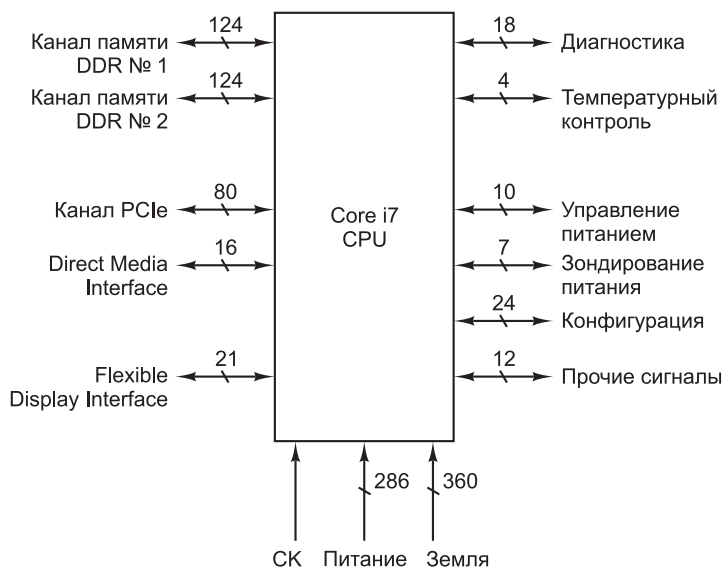 124
Канал памяти
DDR № 1
124
Канал памяти
DDR № 2
80
Канал PCIe
16
Direct Media
Interface
21
Flexible
Display Interface
Core i7
CPU
18
Диагностика
4
Температурный
контроль
10
Управление
питанием
7
Зондирование
питания
24
Конфигурация
12
Прочие сигналы
286
360
CK
Питание
Земля